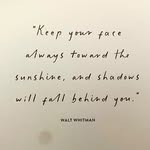 "Keep your face
always toward the
sunshine, and shadows
will fall behind you."
WALT WHITMAN